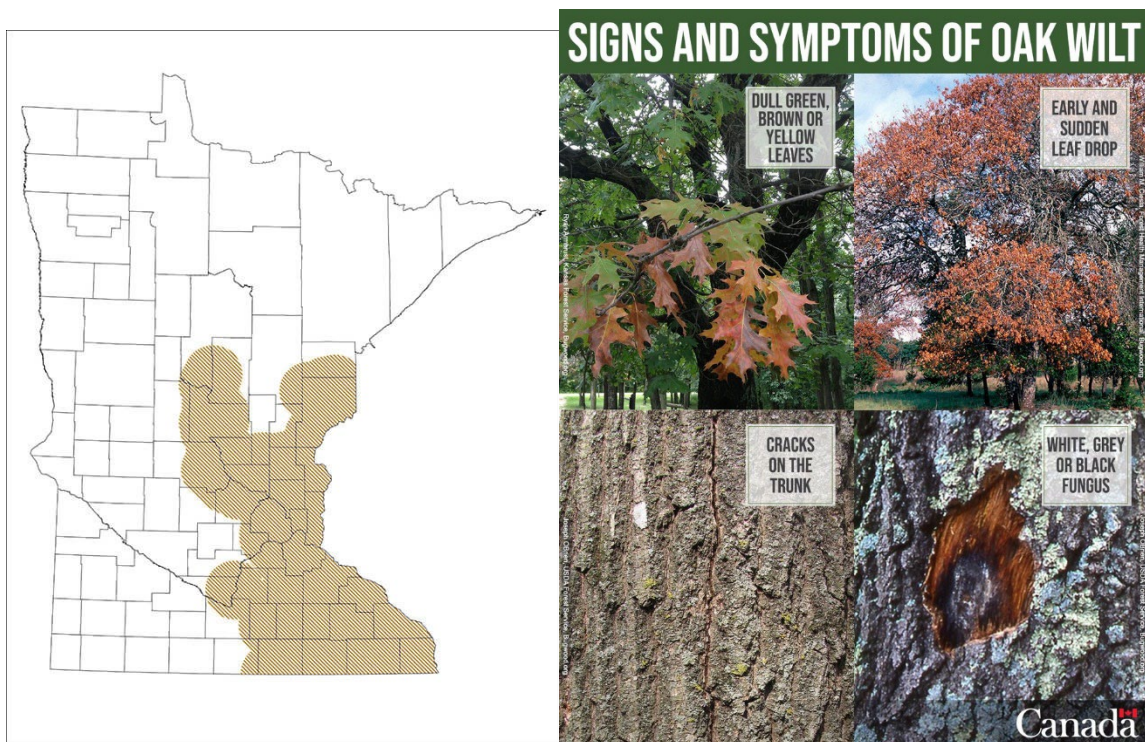 SIGNS AND SYMPTOMS OF OAK WILT
DULL GREEN,
BROWN OR
YELLOW
LEAVES
EARLY AND
SUDDEN
LEAF DROP
CRACKS
ON THE
TRUNK
WHITE, GREY
OR BLACK
FUNGUS
Canada